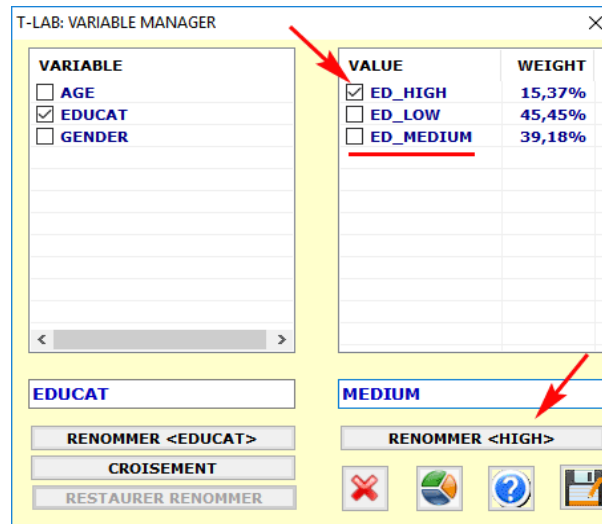 T-LAB: VARIABLE MANAGER
VARIABLE
AGE
EDUCAT
GENDER
VALUE WEIGHT
ED_HIGH 15,37%
ED_LOW 45,45%
ED_MEDIUM 39,18%
EDUCAT
MEDIUM
RENOMMER <EDUCAT>
CROISEMENT
RESTAURER RENOMMER
RENOMMER <HIGH>
?